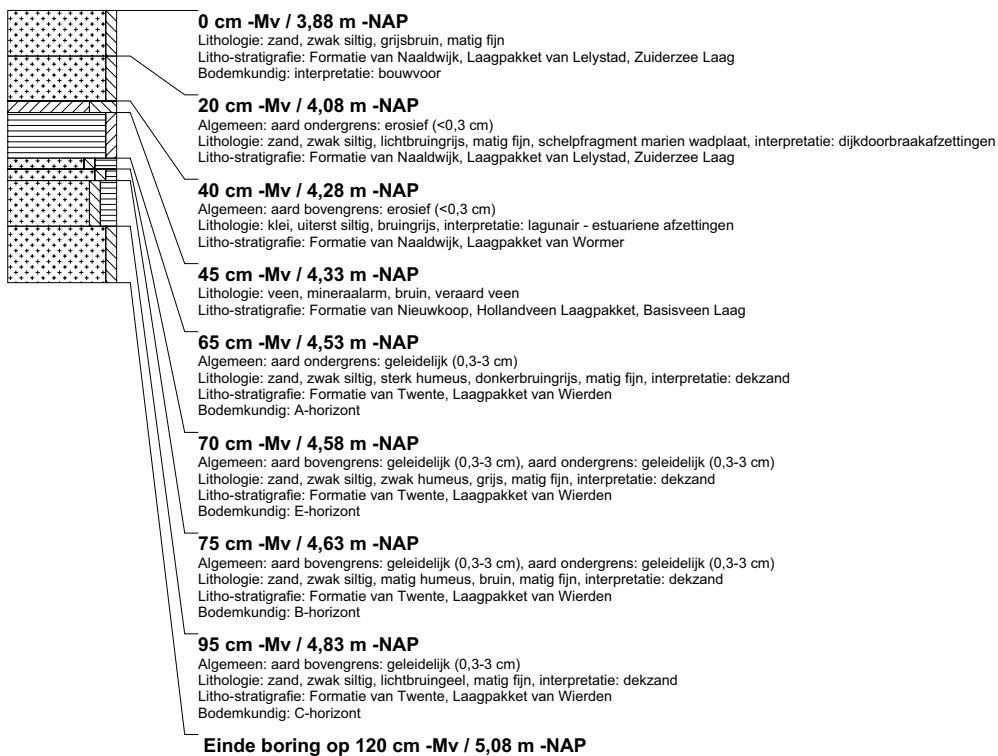 0 cm -Mv / 3,88 m -NAP
Lithologie: zand, zwak siltig, grijsbruin, matig fijn
Litho-stratigrafie: Formatie van Naaldwijk, Laagpakket van Lelystad, Zuiderzee Laag
Bodemkundig: interpretatie: bouwvoor
20 cm -Mv / 4,08 m -NAP
Algemeen: aard ondergrens: erosief (<0,3 cm)
Lithologie: zand, zwak siltig, lichtbruingrijs, matig fijn, schelpfragment marien wadplaat, interpretatie: dijkdoorbraakafzettingen
Litho-stratigrafie: Formatie van Naaldwijk, Laagpakket van Lelystad, Zuiderzee Laag
40 cm -Mv / 4,28 m -NAP
Algemeen: aard bovengrens: erosief (<0,3 cm)
Lithologie: klei, uiterst siltig, bruingrijs, interpretatie: lagunair - estuariene afzettingen
Litho-stratigrafie: Formatie van Naaldwijk, Laagpakket van Wormer
45 cm -Mv / 4,33 m -NAP
Lithologie: veen, mineraalarm, bruin, veraard veen
Litho-stratigrafie: Formatie van Nieuwkoop, Hollandveen Laagpakket, Basisveen Laag
65 cm -Mv / 4,53 m -NAP
Algemeen: aard ondergrens: geleidelijk (0,3-3 cm)
Lithologie: zand, zwak siltig, sterk humeus, donkerbruingrijs, matig fijn, interpretatie: dekzand
Litho-stratigrafie: Formatie van Twente, Laagpakket van Wierden
Bodemkundig: A-horizont
70 cm -Mv / 4,58 m -NAP
Algemeen: aard bovengrens: geleidelijk (0,3-3 cm), aard ondergrens: geleidelijk (0,3-3 cm)
Lithologie: zand, zwak siltig, zwak humeus, grijs, matig fijn, interpretatie: dekzand
Litho-stratigrafie: Formatie van Twente, Laagpakket van Wierden
Bodemkundig: E-horizont
75 cm -Mv / 4,63 m -NAP
Algemeen: aard bovengrens: geleidelijk (0,3-3 cm), aard ondergrens: geleidelijk (0,3-3 cm)
Lithologie: zand, zwak siltig, matig humeus, bruin, matig fijn, interpretatie: dekzand
Litho-stratigrafie: Formatie van Twente, Laagpakket van Wierden
Bodemkundig: B-horizont
95 cm -Mv / 4,83 m -NAP
Algemeen: aard bovengrens: geleidelijk (0,3-3 cm)
Lithologie: zand, zwak siltig, lichtbruingeel, matig fijn, interpretatie: dekzand
Litho-stratigrafie: Formatie van Twente, Laagpakket van Wierden
Bodemkundig: C-horizont
Einde boring op 120 cm -Mv / 5,08 m -NAP